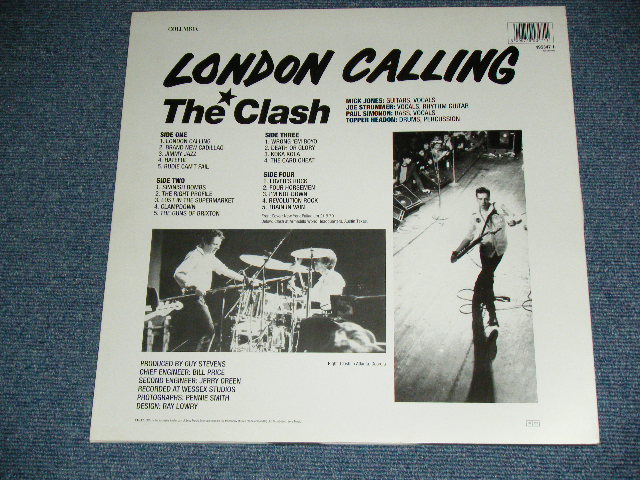 COLUMBIA
LONDON CALLING
The Clash
MICK JONES: GUITARS, VOCALS
JOE STRUMMER: VOCALS, RHYTHM GUITAR
PAUL SIMONON: BASS, VOCALS
TOPPER HEADON: DRUMS, PERCUSSION
SIDE ONE
1. LONDON CALLING
2. BRAND NEW CADILLAC
3. JIMMY JAZZ
4. HATEFUL
5. RUDIE CAN'T FAIL
SIDE TWO
1. SPANISH BOMBS
2. THE RIGHT PROFILE
3. LOST IN THE SUPERMARKET
4. CLAMPDOWN
5. THE GUNS OF BRIXTON
SIDE THREE
1. WRONG 'EM BOYO
2. DEATH OR GLORY
3. KOKA KOLA
4. THE CARD CHEAT
SIDE FOUR
1. LOVER'S ROCK
2. FOUR HORSEMEN
3. I'M NOT DOWN
4. REVOLUTION ROCK
5. TRAIN IN VAIN
PRODUCED BY GUY STEVENS
CHIEF ENGINEER: BILL PRICE
SECOND ENGINEER: JERRY GREEN
RECORDED AT WESSEX STUDIOS
PHOTOGRAPHS: PENNIE SMITH
DESIGN: RAY LOWRY